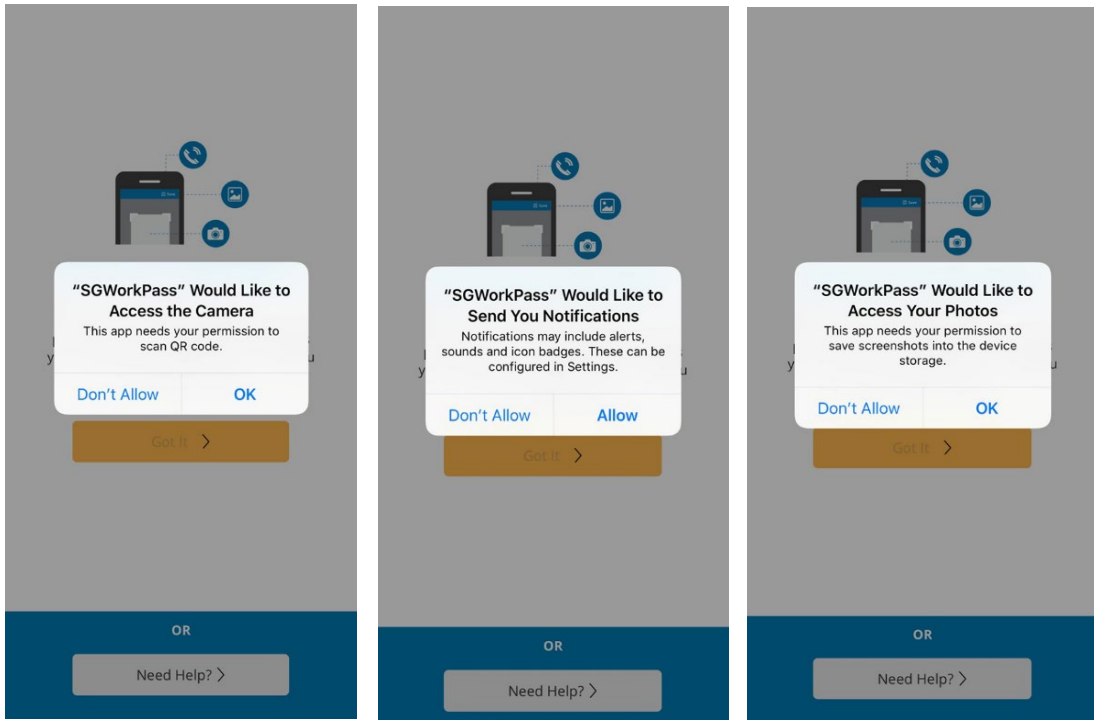 "SGWorkPass" Would Like to
Access the Camera
This app needs your permission to
scan QR code.
Don't Allow
OK
Got It >
OR
Need Help? >
"SGWorkPass" Would Like to
Send You Notifications
Notifications may include alerts,
sounds and icon badges. These can be
configured in Settings.
Don't Allow
Allow
Got It >
OR
Need Help? >
"SGWorkPass" Would Like to
Access Your Photos
This app needs your permission to
save screenshots into the device
storage.
Don't Allow
OK
Got It >
OR
Need Help? >